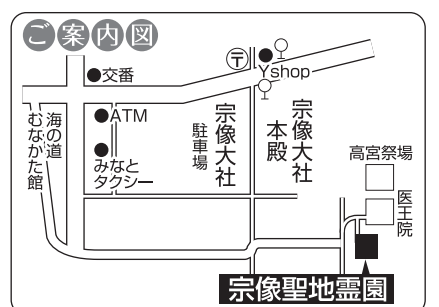 ご案内図
〒
Yshop
交番
ATM
みなと
タクシー
海の道
むなかた館
宗像大社
駐車場
宗像大社
本殿
高宮祭場
医王院
宗像聖地霊園